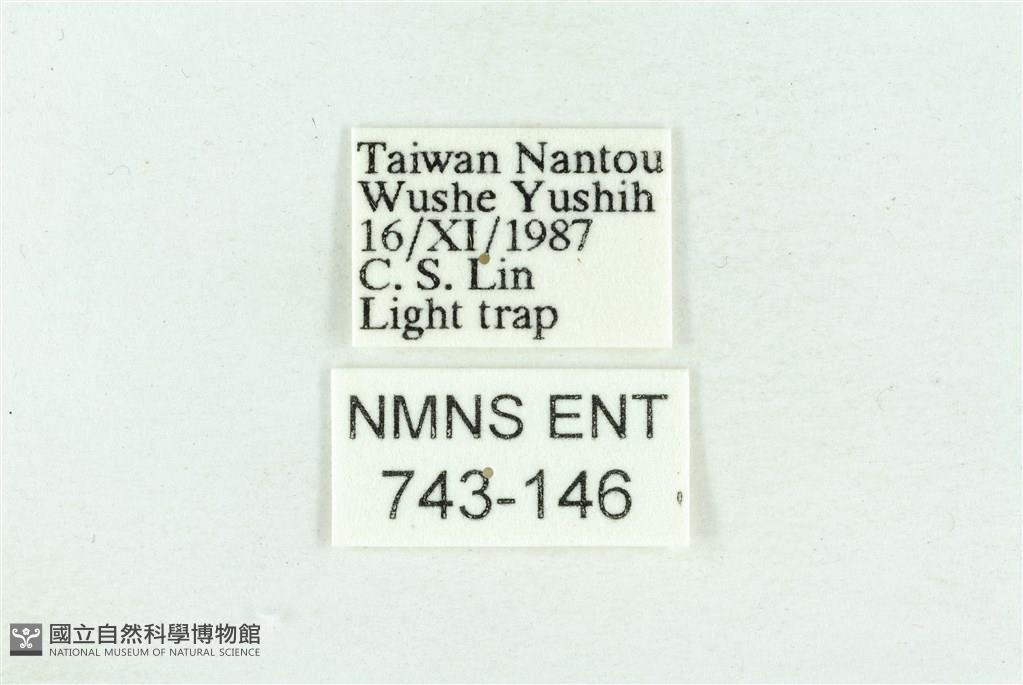 Taiwan Nantou
Wushe Yushih
16/XI/1987
C. S. Lin
Light trap
NMNS ENT
743-146
國立自然科學博物館
NATIONAL MUSEUM OF NATURAL SCIENCE